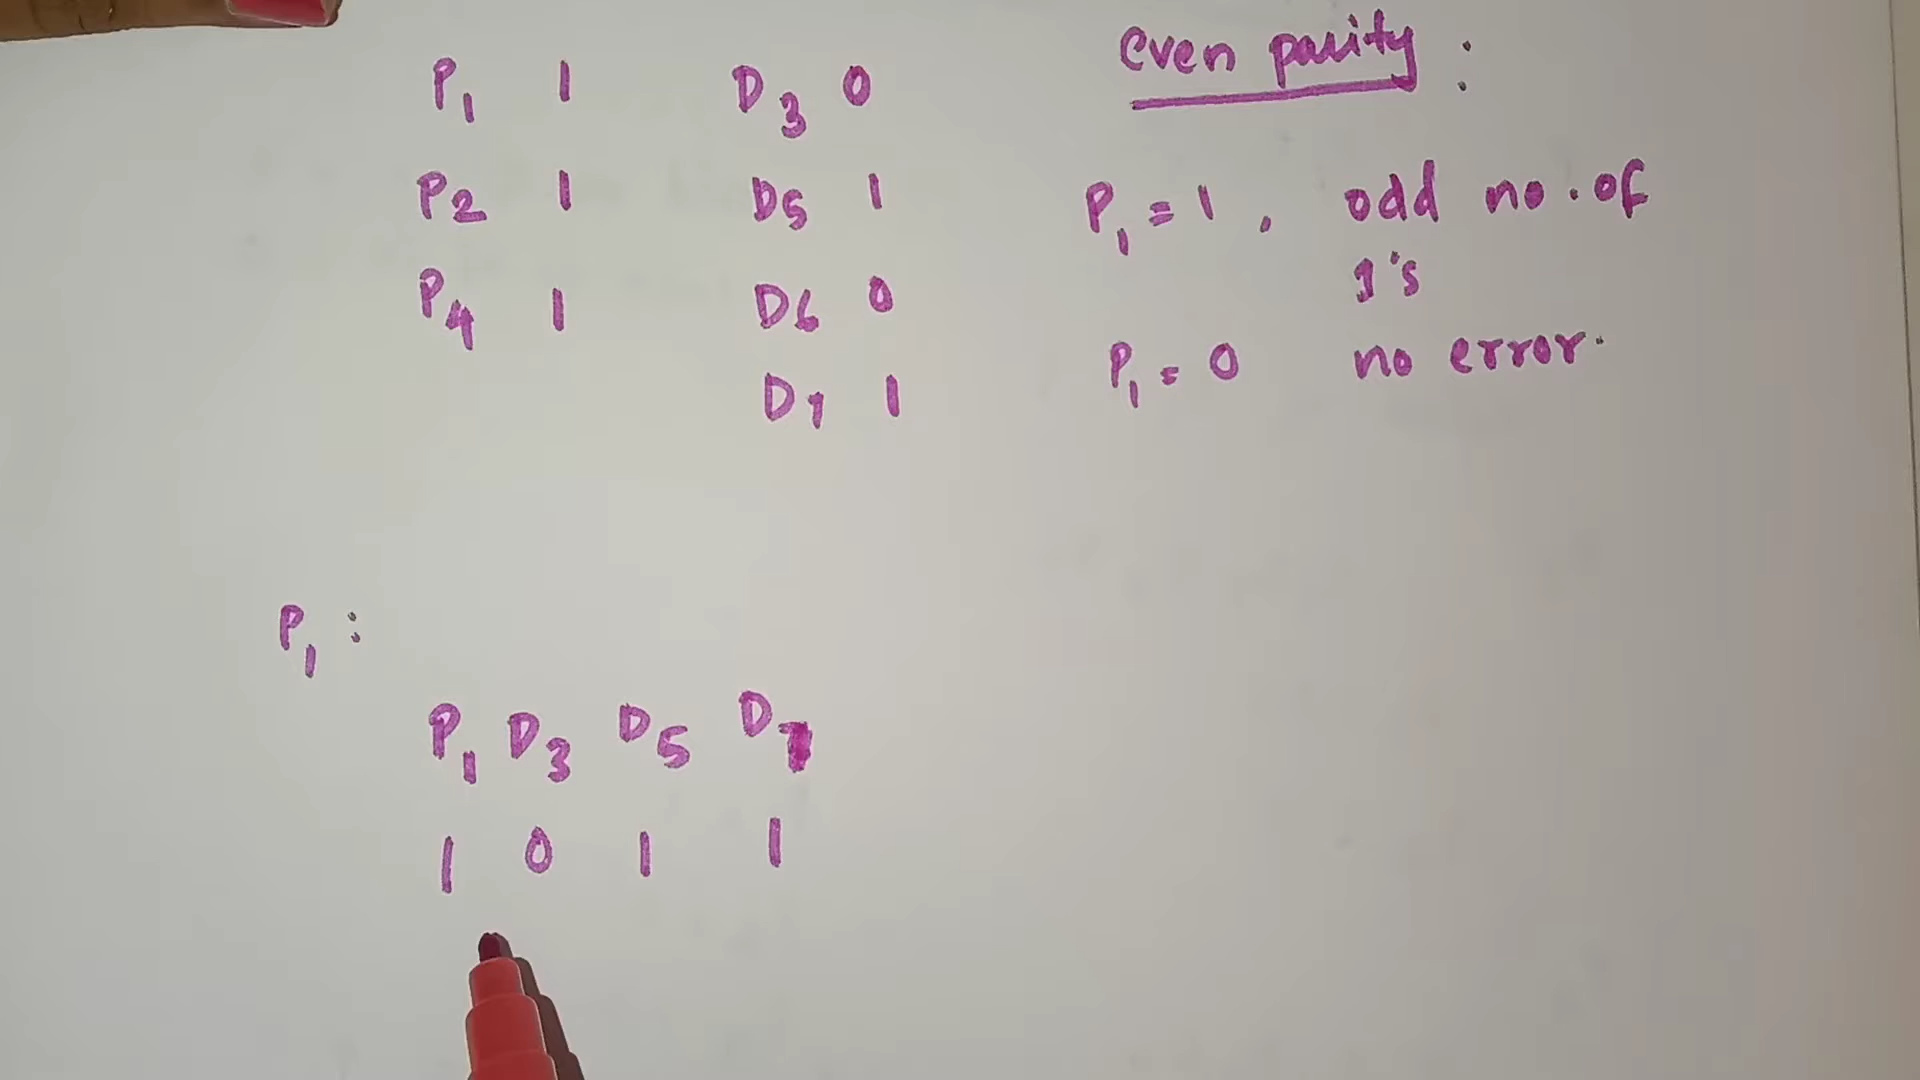 P1 1 D3 0
P2 1 D5 1
P4 1 D6 0
D7 1
even parity :
P1 = 1 , odd no. of
1's
P1 = 0 no error.
P1 :
P1 D3 D5 D7
1 0 1 1